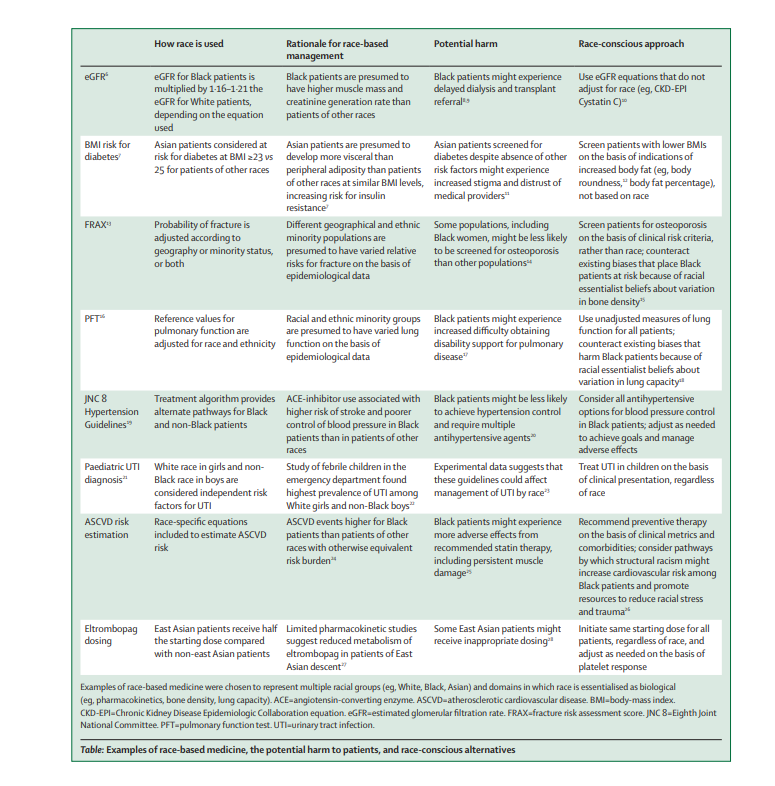 How race is used
Rationale for race-based
management
Potential harm
Race-conscious approach
eGFR⁶
eGFR for Black patients is
multiplied by 1·16–1·21 the
eGFR for White patients,
depending on the equation
used
Black patients are presumed to
have higher muscle mass and
creatinine generation rate than
patients of other races
Black patients might experience
delayed dialysis and transplant
referral⁸,⁹
Use eGFR equations that do not
adjust for race (eg, CKD-EPI
Cystatin C)¹⁰
BMI risk for
diabetes⁷
Asian patients considered at
risk for diabetes at BMI ≥23 vs
25 for patients of other races
Asian patients are presumed to
develop more visceral than
peripheral adiposity than patients
of other races at similar BMI levels,
increasing risk for insulin
resistance⁷
Asian patients screened for
diabetes despite absence of other
risk factors might experience
increased stigma and distrust of
medical providers¹¹
Screen patients with lower BMIs
on the basis of indications of
increased body fat (eg, body
roundness,¹² body fat percentage),
not based on race
FRAX¹³
Probability of fracture is
adjusted according to
geography or minority status,
or both
Different geographical and ethnic
minority populations are
presumed to have varied relative
risks for fracture on the basis of
epidemiological data
Some populations, including
Black women, might be less likely
to be screened for osteoporosis
than other populations¹⁴
Screen patients for osteoporosis
on the basis of clinical risk criteria,
rather than race; counteract
existing biases that place Black
patients at risk because of racial
essentialist beliefs about variation
in bone density¹⁵
PFT¹⁶
Reference values for
pulmonary function are
adjusted for race and ethnicity
Racial and ethnic minority groups
are presumed to have varied lung
function on the basis of
epidemiological data
Black patients might experience
increased difficulty obtaining
disability support for pulmonary
disease¹⁷
Use unadjusted measures of lung
function for all patients;
counteract existing biases that
harm Black patients because of
racial essentialist beliefs about
variation in lung capacity¹⁸
JNC 8
Hypertension
Guidelines¹⁹
Treatment algorithm provides
alternate pathways for Black
and non-Black patients
ACE-inhibitor use associated with
higher risk of stroke and poorer
control of blood pressure in Black
patients than in patients of other
races
Black patients might be less likely
to achieve hypertension control
and require multiple
antihypertensive agents²⁰
Consider all antihypertensive
options for blood pressure control
in Black patients; adjust as needed
to achieve goals and manage
adverse effects
Paediatric UTI
diagnosis²¹
White race in girls and non-
Black race in boys are
considered independent risk
factors for UTI
Study of febrile children in the
emergency department found
highest prevalence of UTI among
White girls and non-Black boys²²
Experimental data suggests that
these guidelines could affect
management of UTI by race²³
Treat UTI in children on the basis
of clinical presentation, regardless
of race
ASCVD risk
estimation
Race-specific equations
included to estimate ASCVD
risk
ASCVD events higher for Black
patients than patients of other
races with otherwise equivalent
risk burden²⁴
Black patients might experience
more adverse effects from
recommended statin therapy,
including persistent muscle
damage²⁵
Recommend preventive therapy
on the basis of clinical metrics and
comorbidities; consider pathways
by which structural racism might
increase cardiovascular risk among
Black patients and promote
resources to reduce racial stress
and trauma²⁶
Eltrombopag
dosing
East Asian patients receive half
the starting dose compared
with non-east Asian patients
Limited pharmacokinetic studies
suggest reduced metabolism of
eltrombopag in patients of East
Asian descent²⁷
Some East Asian patients might
receive inappropriate dosing²⁸
Initiate same starting dose for all
patients, regardless of race, and
adjust as needed on the basis of
platelet response
Examples of race-based medicine were chosen to represent multiple racial groups (eg, White, Black, Asian) and domains in which race is essentialised as biological
(eg, pharmacokinetics, bone density, lung capacity). ACE=angiotensin-converting enzyme. ASCVD=atherosclerotic cardiovascular disease. BMI=body-mass index.
CKD-EPI=Chronic Kidney Disease Epidemiologic Collaboration equation. eGFR=estimated glomerular filtration rate. FRAX=fracture risk assessment score. JNC 8=Eighth Joint
National Committee. PFT=pulmonary function test. UTI=urinary tract infection.
Table: Examples of race-based medicine, the potential harm to patients, and race-conscious alternatives